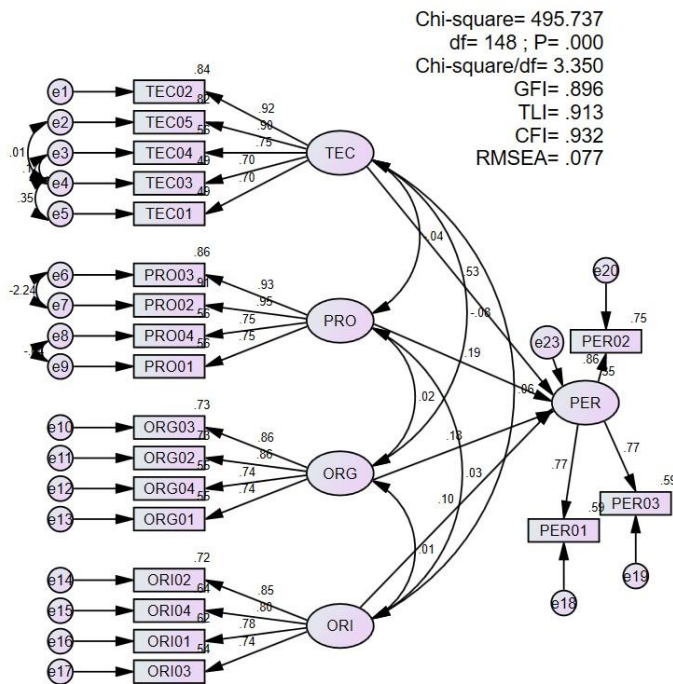 Chi-square= 495.737
df= 148 ; P= .000
Chi-square/df= 3.350
GFI= .896
TLI= .913
CFI= .932
RMSEA= .077
.84
e1 TEC02
.82 .92
e2 TEC05
.56 .90
.01 e3 TEC04 .75 TEC
.49 .70
e4 TEC03
.35 .49 .70
e5 TEC01
.04 .53
.86
e6 PRO03 .93 -.08
-2.24 .91
e7 PRO02 .95
.56 PRO
e8 PRO04 .75 .19
.56 .75
e9 PRO01
e20
.75
e23 PER02
.86
PER
.06
.02 .18
.73
e10 ORG03 .86
.73
e11 ORG02 .86
.55 ORG
e12 ORG04 .74
.55 .74
e13 ORG01
.03
.10
.77 .77
.59
PER03
.59
PER01
e19
e18
.01
.72
e14 ORI02 .85
.64
e15 ORI04 .80
.62 ORI
e16 ORI01 .78
.54 .74
e17 ORI03